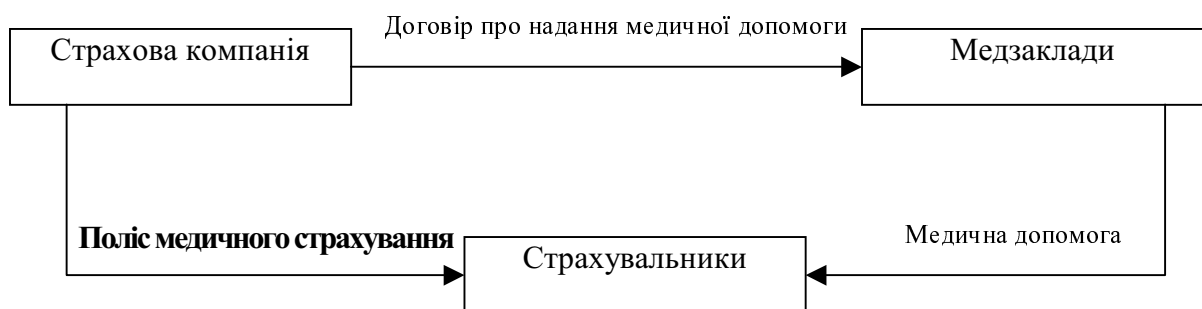 Договір про надання медичної допомоги
Страхова компанія
Медзаклади
Поліс медичного страхування
Медична допомога
Страхувальники